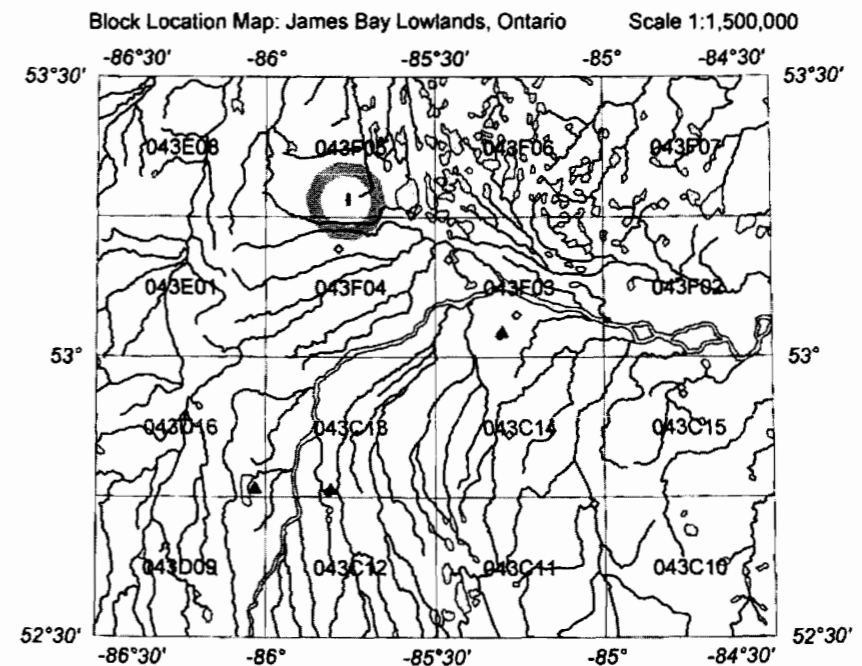 Block Location Map: James Bay Lowlands, Ontario Scale 1:1,500,000
-86°30' -86° -85°30' -85° -84°30'
53°30' 53°30'
043E08 043F05 043F06 043F07
043E01 043F04 043F03 043F02
53° 53°
043D16 043C13 043C14 043C15
043D09 043C12 043C11 043C10
52°30' 52°30'
-86°30' -86° -85°30' -85° -84°30'